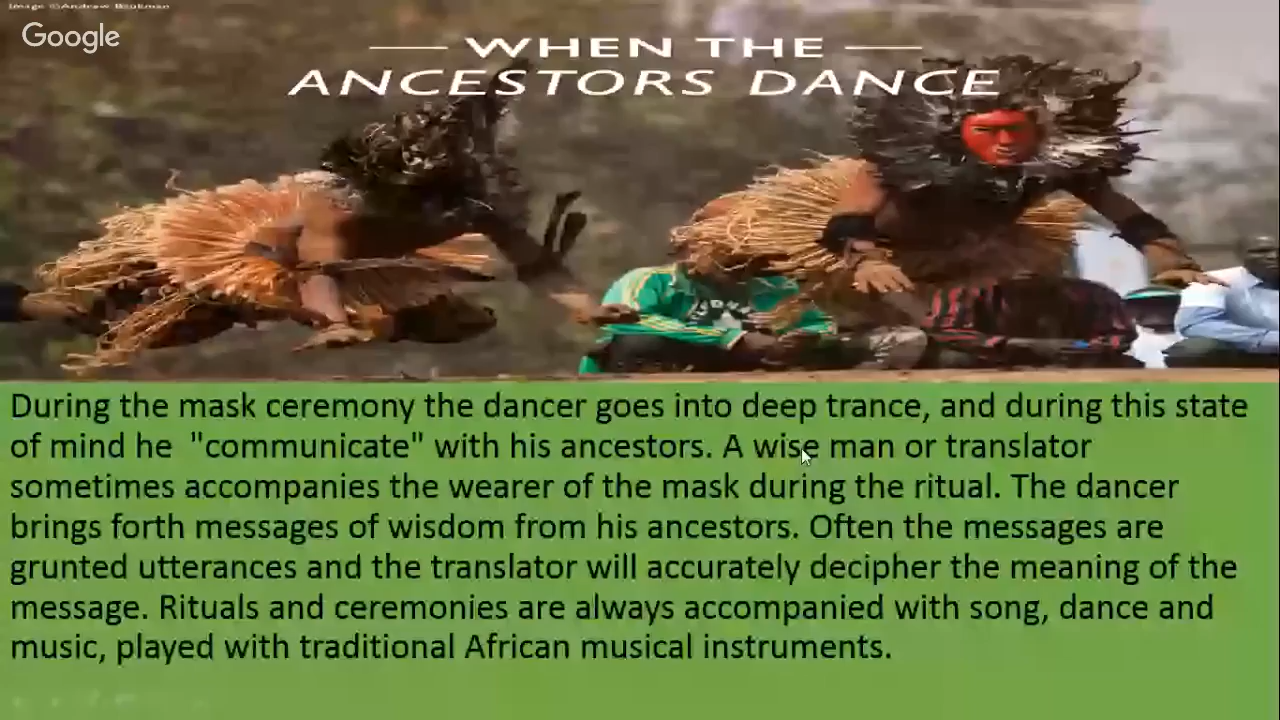 Google
WHEN THE
ANCESTORS DANCE
During the mask ceremony the dancer goes into deep trance, and during this state
of mind he "communicate" with his ancestors. A wise man or translator
sometimes accompanies the wearer of the mask during the ritual. The dancer
brings forth messages of wisdom from his ancestors. Often the messages are
grunted utterances and the translator will accurately decipher the meaning of the
message. Rituals and ceremonies are always accompanied with song, dance and
music, played with traditional African musical instruments.